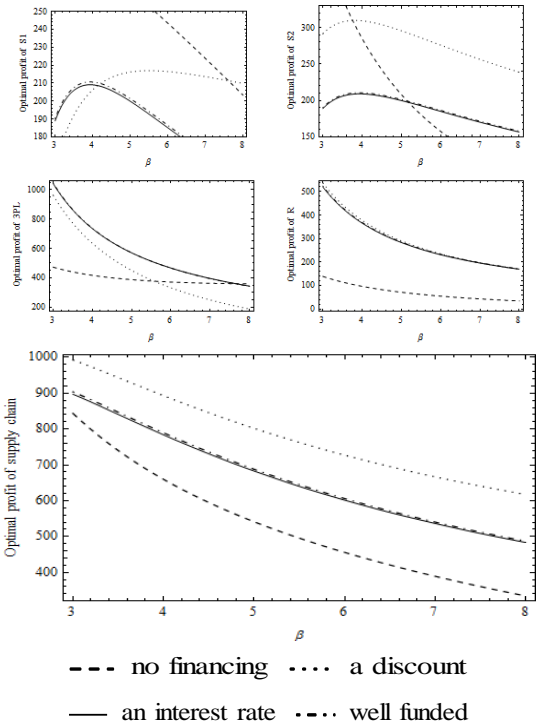 Optimal profit of S1
250
240
230
220
210
200
190
180
3 4 5 6 7 8
β
Optimal profit of S2
300
250
200
150
3 4 5 6 7 8
β
Optimal profit of 3PL
1000
800
600
400
200
3 4 5 6 7 8
β
Optimal profit of R
500
400
300
200
100
0
3 4 5 6 7 8
β
Optimal profit of supply chain
1000
900
800
700
600
500
400
3 4 5 6 7 8
β
no financing a discount
an interest rate well funded